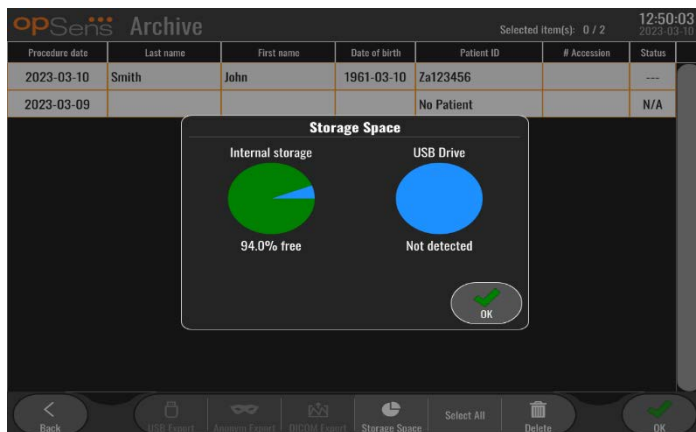 opSens Archive Selected item(s): 0 / 2 12:50:03
2023-03-10
Procedure date Last name First name Date of birth Patient ID # Accession Status
2023-03-10 Smith John 1961-03-10 Za123456 ---
2023-03-09 No Patient N/A
Storage Space
Internal storage USB Drive
94.0% free Not detected
OK
Back USB Export Anonym Export DICOM Export Storage Space Select All Delete OK